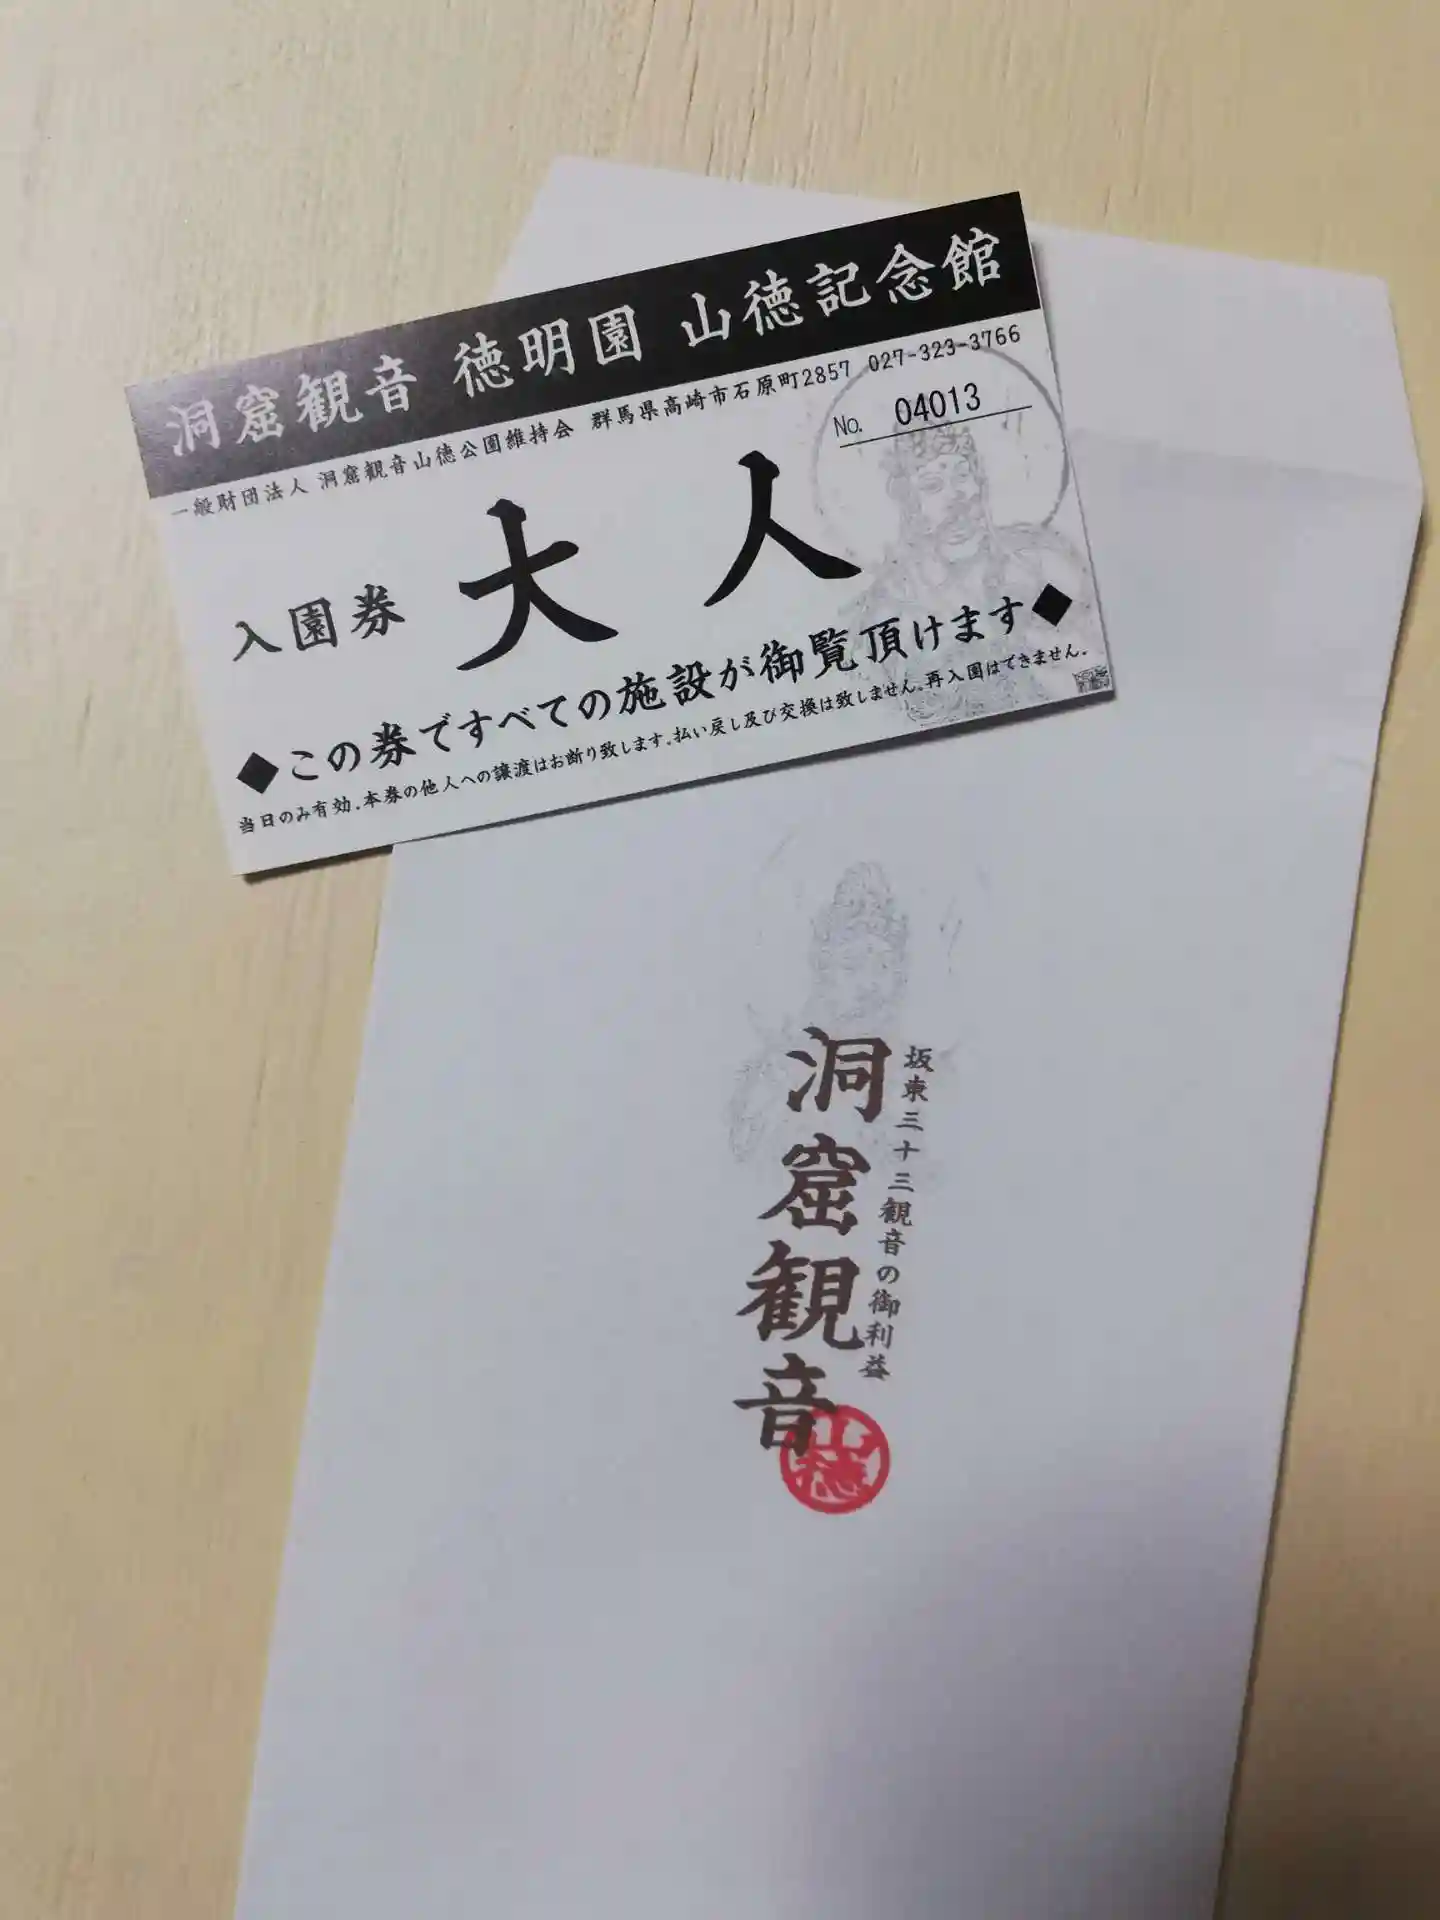 洞窟観音 徳明園 山徳記念館
一般財団法人 洞窟観音山徳公園維持会 群馬県高崎市石原町2857 027-323-3766
No. 04013
入園券 大人
◆この券ですべての施設が御覧頂けます◆
当日のみ有効。本券の他人への譲渡はお断り致します。払い戻し及び交換は致しません。再入園はできません。
坂東三十三観音の御利益
洞窟観音
山徳